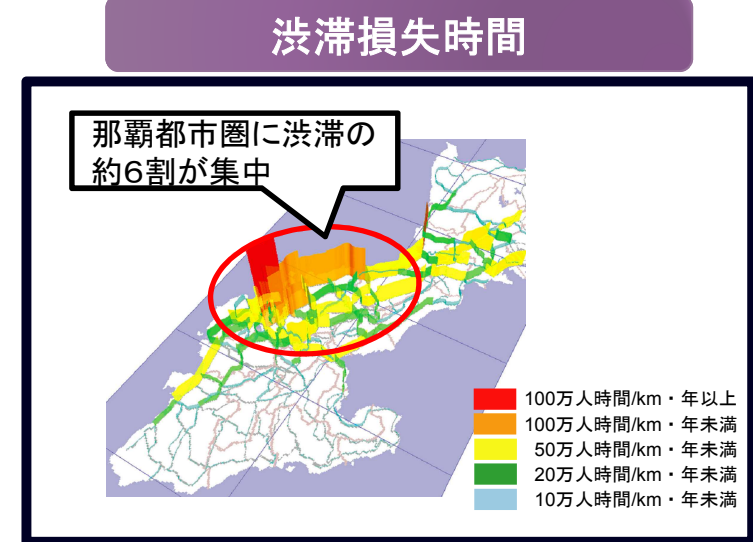 渋滞損失時間
那覇都市圏に渋滞の
約6割が集中
100万人時間/km・年以上
100万人時間/km・年未満
50万人時間/km・年未満
20万人時間/km・年未満
10万人時間/km・年未満